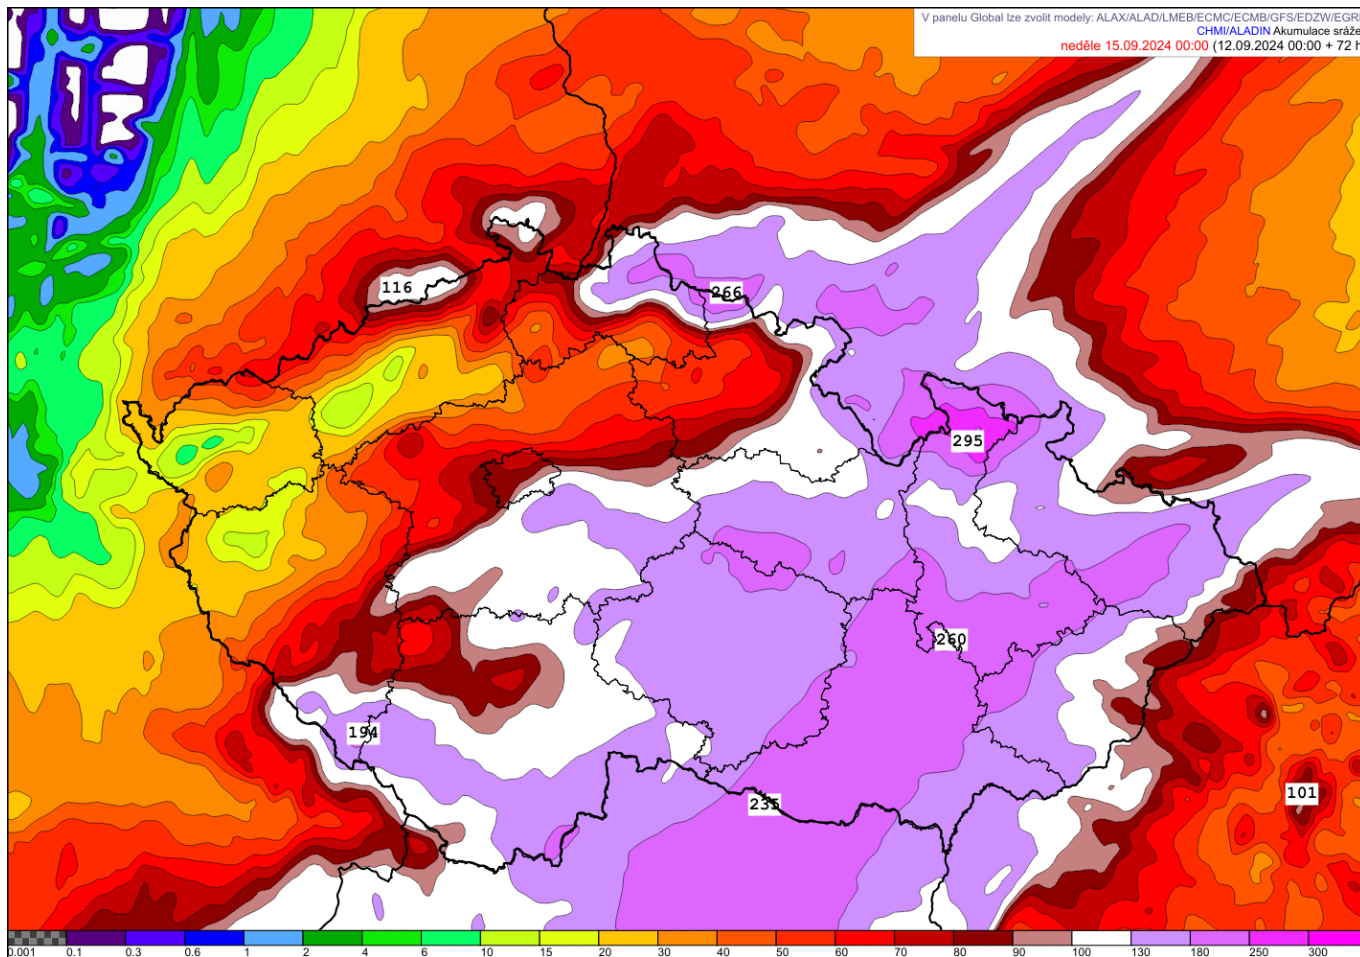 V panelu Global lze zvolit modely: ALAX/ALAD/LMEB/ECMC/ECMB/GFS/EDZW/EGR
CHMI/ALADIN Akumulace sráže
neděle 15.09.2024 00:00 (12.09.2024 00:00 + 72 h
116
266
295
260
194
235
101
0.001 0.1 0.3 0.6 1 2 4 6 10 15 20 30 40 50 60 70 80 90 100 130 180 250 300